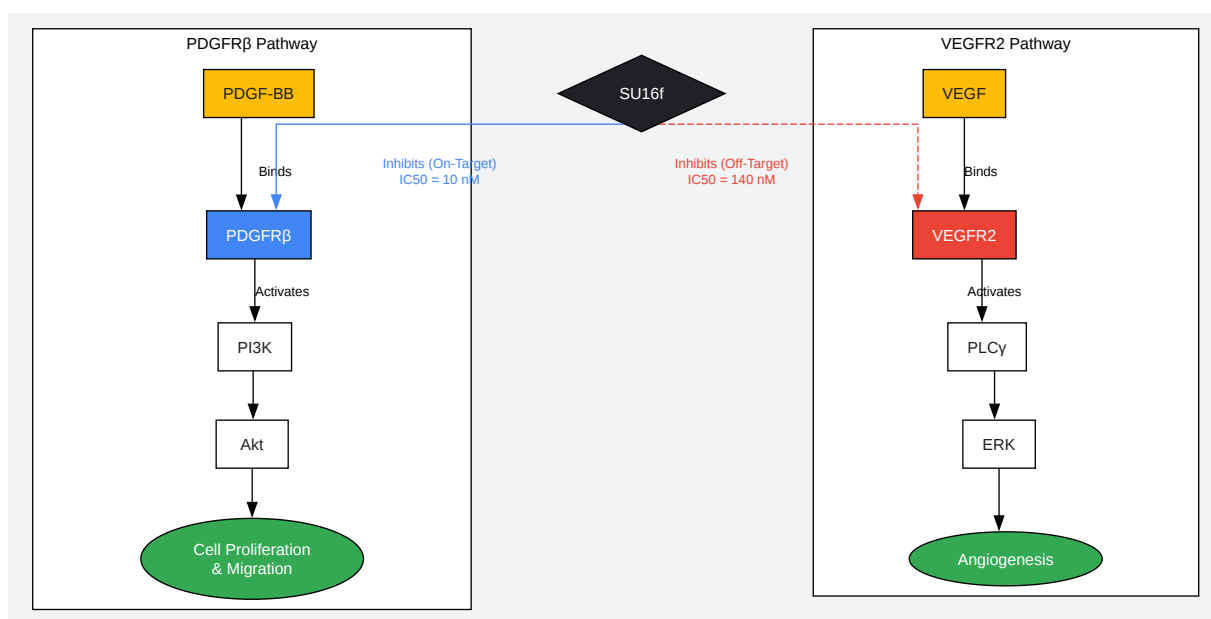 PDGFRβ Pathway
PDGF-BB
Binds
PDGFRβ
Activates
PI3K
Akt
Cell Proliferation
& Migration
SU16f
Inhibits (On-Target)
IC50 = 10 nM
Inhibits (Off-Target)
IC50 = 140 nM
VEGFR2 Pathway
VEGF
Binds
VEGFR2
Activates
PLCγ
ERK
Angiogenesis